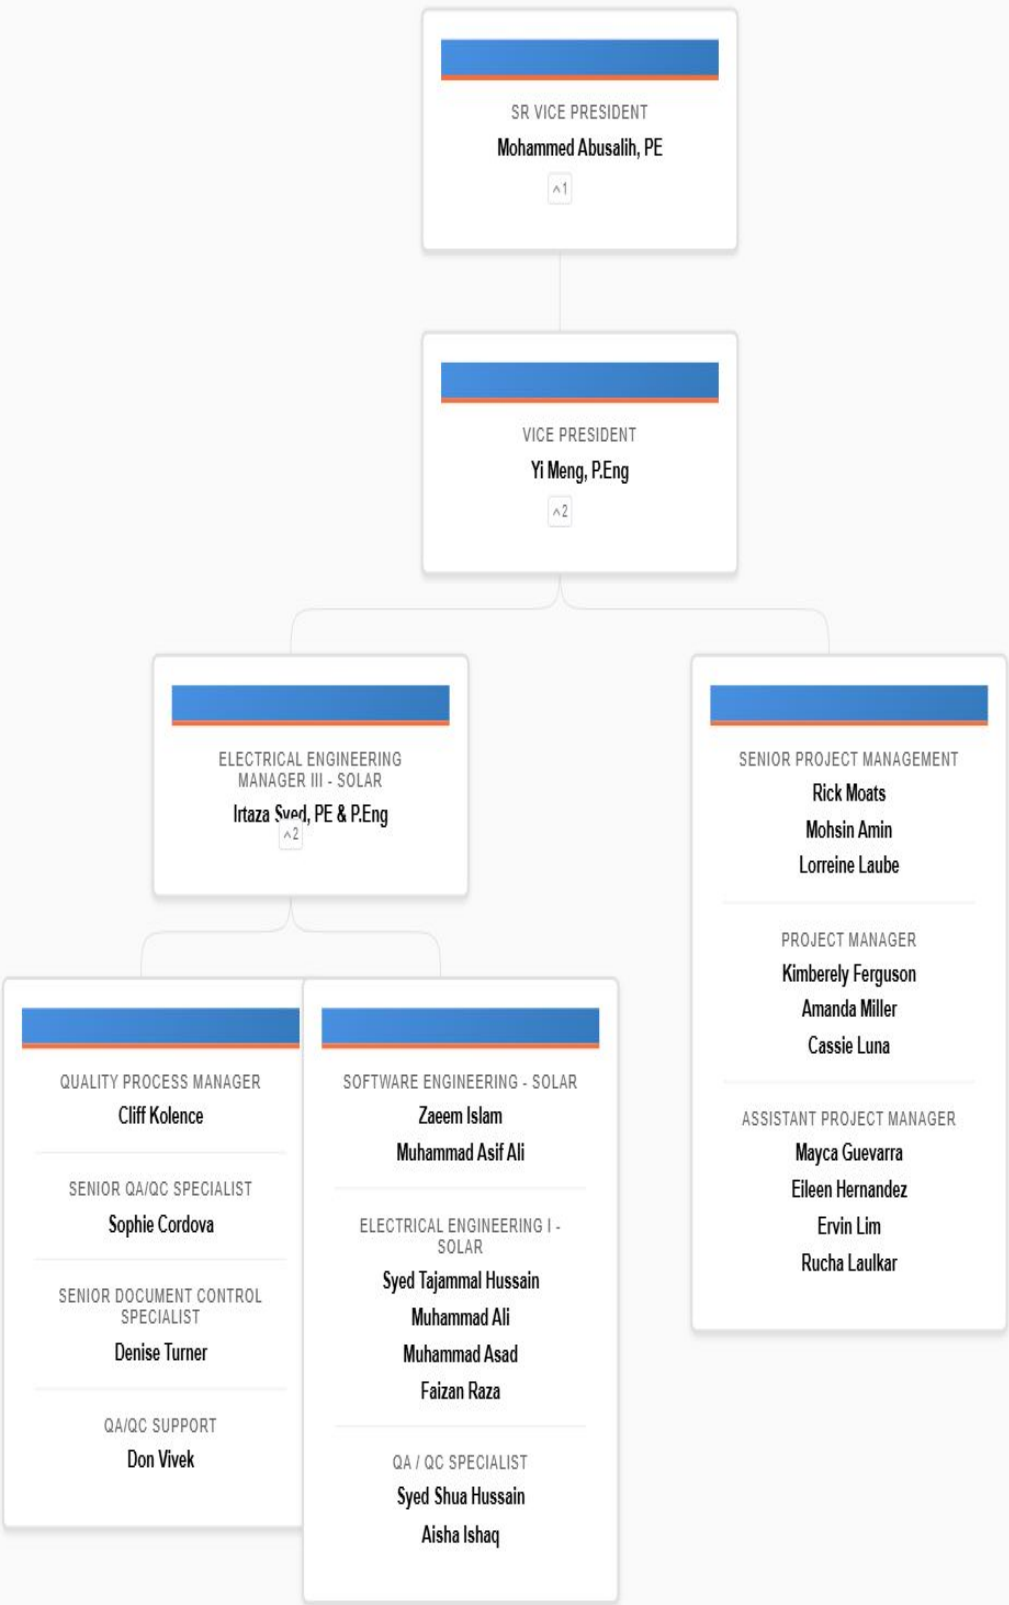 SR VICE PRESIDENT
Mohammed Abusalih, PE
^1
VICE PRESIDENT
Yi Meng, P.Eng
^2
ELECTRICAL ENGINEERING
MANAGER III - SOLAR
Irtaza Syed, PE & P.Eng
^2
SENIOR PROJECT MANAGEMENT
Rick Moats
Mohsin Amin
Lorreine Laube
PROJECT MANAGER
Kimberely Ferguson
Amanda Miller
Cassie Luna
ASSISTANT PROJECT MANAGER
Mayca Guevarra
Eileen Hernandez
Ervin Lim
Rucha Laulkar
QUALITY PROCESS MANAGER
Cliff Kolence
SENIOR QA/QC SPECIALIST
Sophie Cordova
SENIOR DOCUMENT CONTROL
SPECIALIST
Denise Turner
QA/QC SUPPORT
Don Vivek
SOFTWARE ENGINEERING - SOLAR
Zaeem Islam
Muhammad Asif Ali
ELECTRICAL ENGINEERING I -
SOLAR
Syed Tajammal Hussain
Muhammad Ali
Muhammad Asad
Faizan Raza
QA / QC SPECIALIST
Syed Shua Hussain
Aisha Ishaq